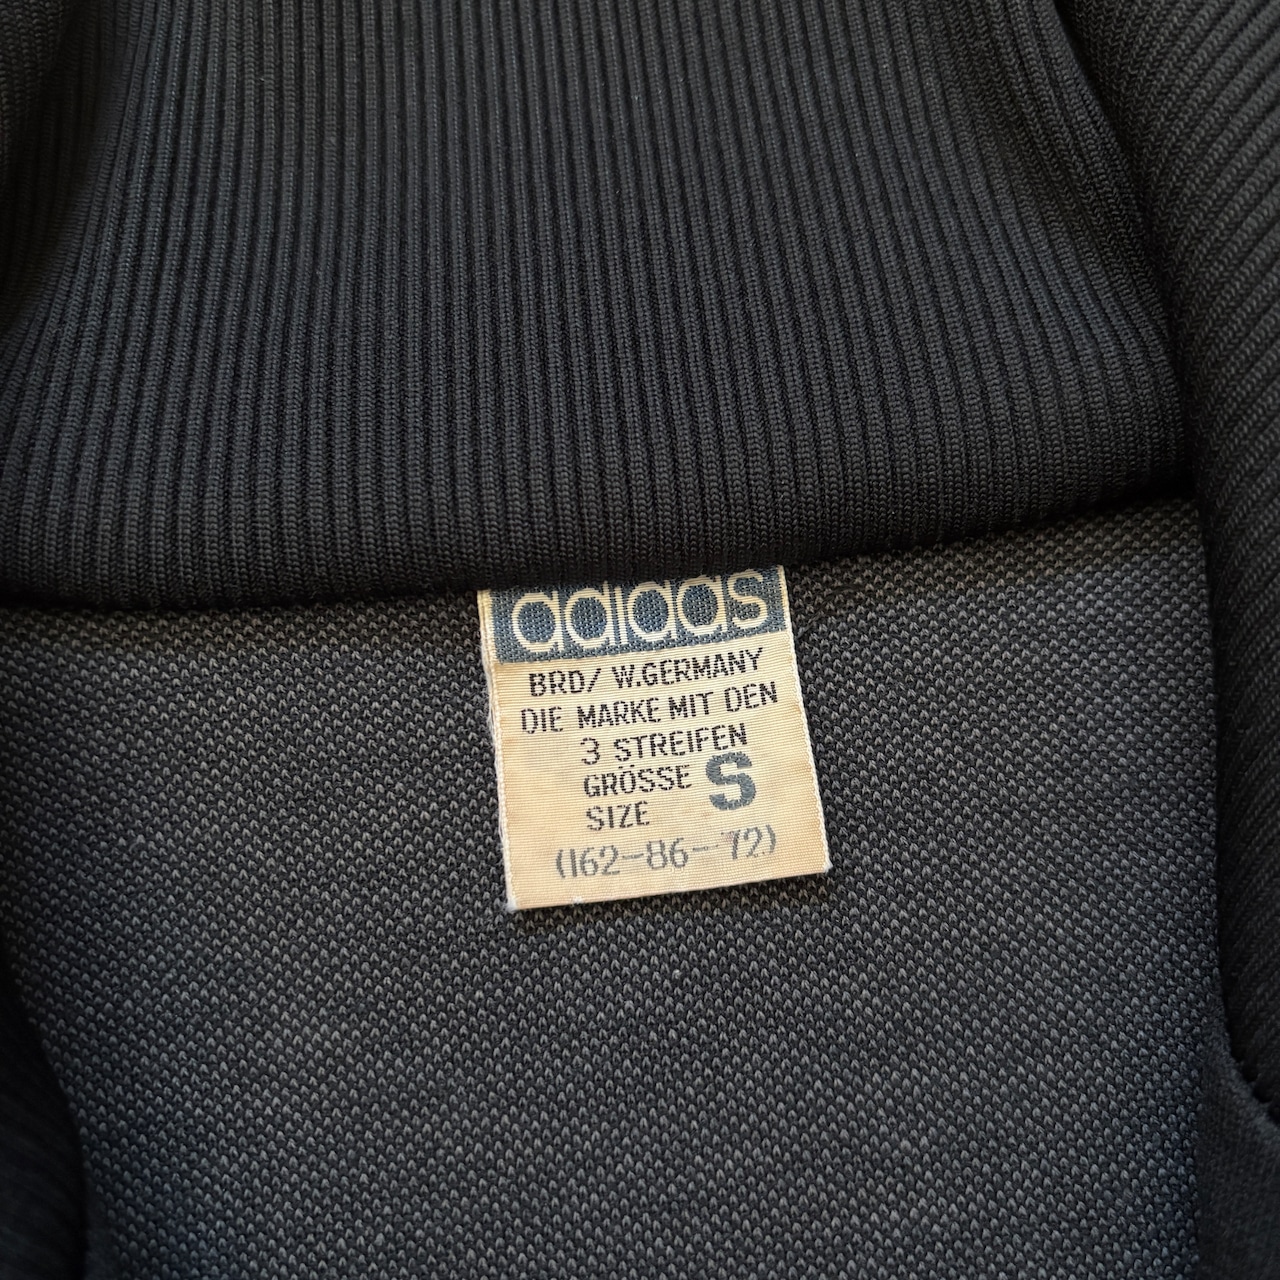 adidas
BRD/ W.GERMANY
DIE MARKE MIT DEN
3 STREIFEN
GRÖSSE S
SIZE
(162-86-72)